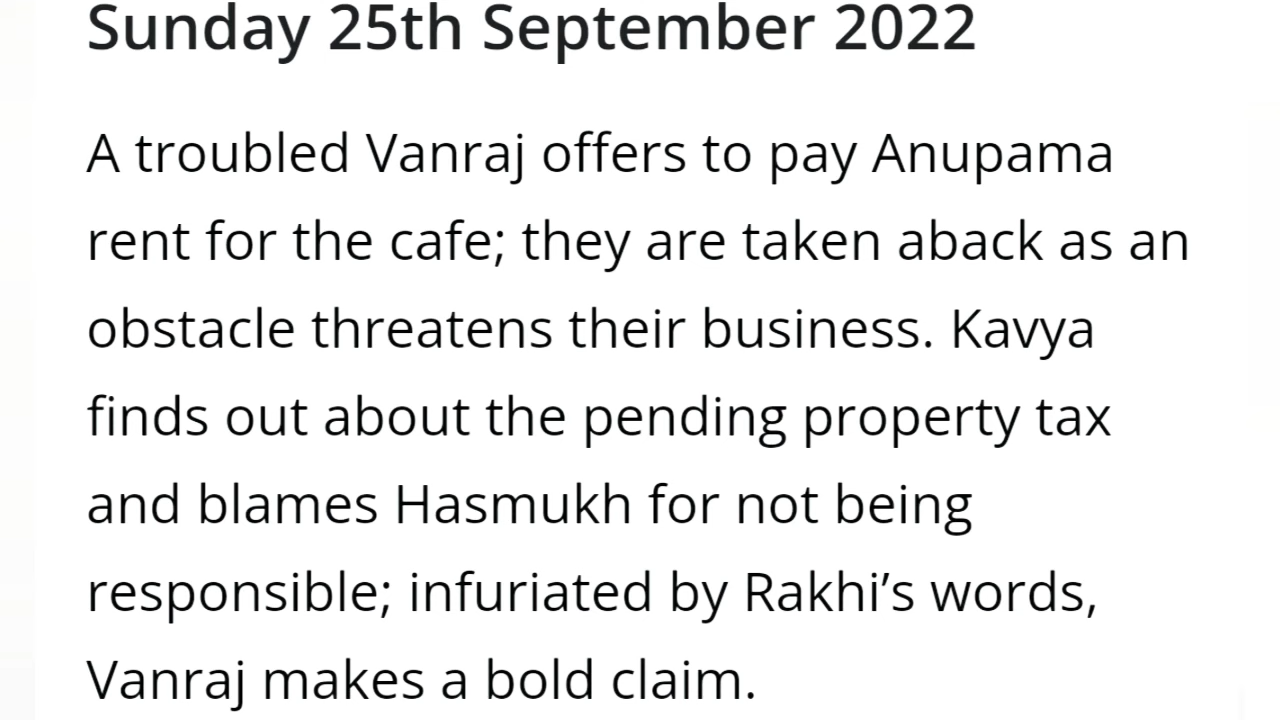 Sunday 25th September 2022
A troubled Vanraj offers to pay Anupama
rent for the cafe; they are taken aback as an
obstacle threatens their business. Kavya
finds out about the pending property tax
and blames Hasmukh for not being
responsible; infuriated by Rakhi’s words,
Vanraj makes a bold claim.